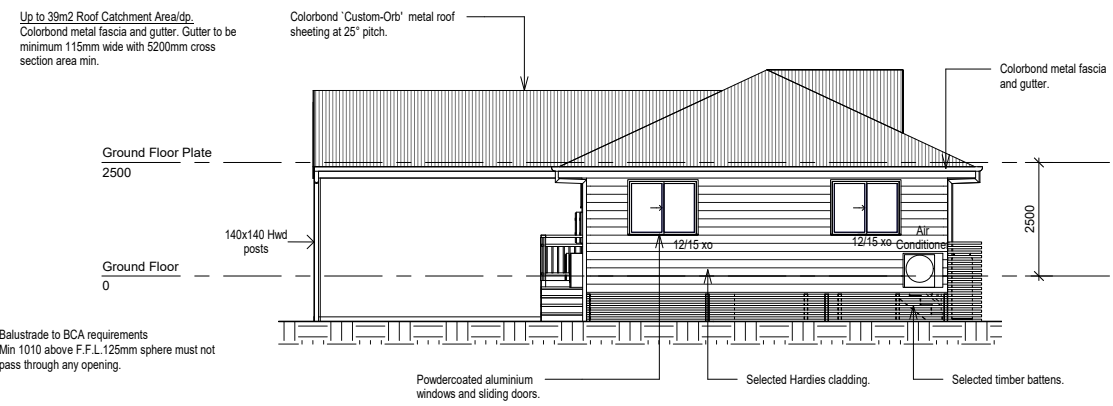 Up to 39m2 Roof Catchment Area/dp.
Colorbond metal fascia and gutter. Gutter to be
minimum 115mm wide with 5200mm cross
section area min.
Colorbond `Custom-Orb' metal roof
sheeting at 25° pitch.
Colorbond metal fascia
and gutter.
Ground Floor Plate
2500
2500
140x140 Hwd
posts
12/15 xo
12/15 xo
Air
Conditione
Ground Floor
0
Balustrade to BCA requirements
Min 1010 above F.F.L.125mm sphere must not
pass through any opening.
Powdercoated aluminium
windows and sliding doors.
Selected Hardies cladding.
Selected timber battens.